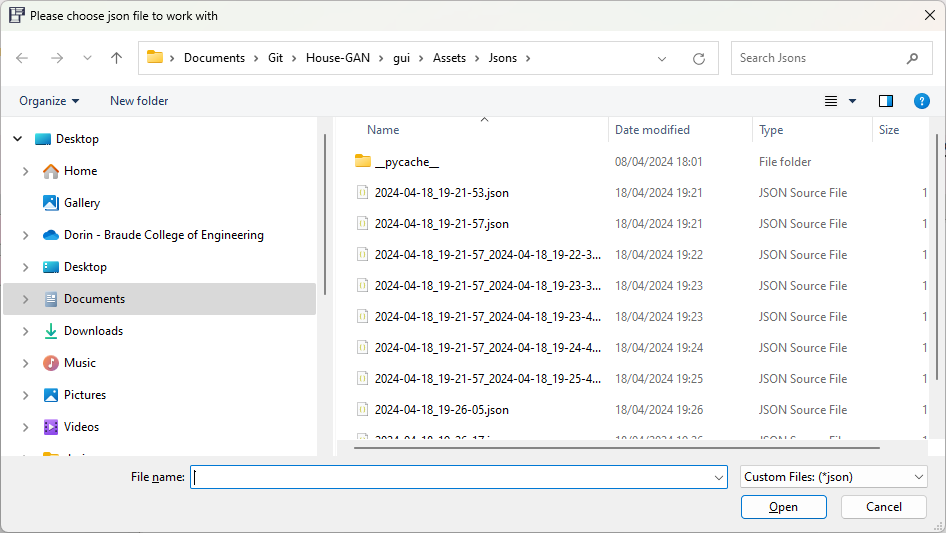 Please choose json file to work with
Documents > Git > House-GAN > gui > Assets > Jsons >
Search Jsons
Organize
New folder
Desktop
Home
Gallery
Dorin - Braude College of Engineering
Desktop
Documents
Downloads
Music
Pictures
Videos
Name Date modified Type Size
__pycache__ 08/04/2024 18:01 File folder
2024-04-18_19-21-53.json 18/04/2024 19:21 JSON Source File 1
2024-04-18_19-21-57.json 18/04/2024 19:21 JSON Source File 1
2024-04-18_19-21-57_2024-04-18_19-22-3... 18/04/2024 19:22 JSON Source File 1
2024-04-18_19-21-57_2024-04-18_19-23-3... 18/04/2024 19:23 JSON Source File 1
2024-04-18_19-21-57_2024-04-18_19-23-4... 18/04/2024 19:23 JSON Source File 1
2024-04-18_19-21-57_2024-04-18_19-24-4... 18/04/2024 19:24 JSON Source File 1
2024-04-18_19-21-57_2024-04-18_19-25-4... 18/04/2024 19:25 JSON Source File 1
2024-04-18_19-26-05.json 18/04/2024 19:26 JSON Source File 1
File name:
Custom Files: (*json)
Open
Cancel